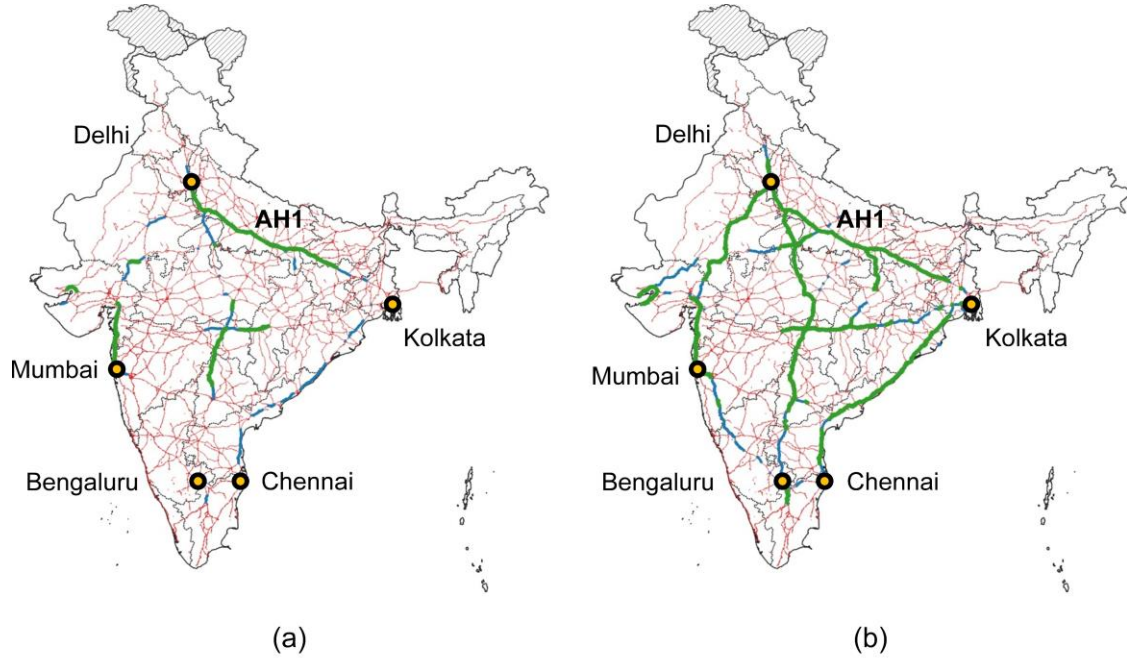 Delhi
AH1
Kolkata
Mumbai
Bengaluru
Chennai
(a)
Delhi
AH1
Kolkata
Mumbai
Bengaluru
Chennai
(b)